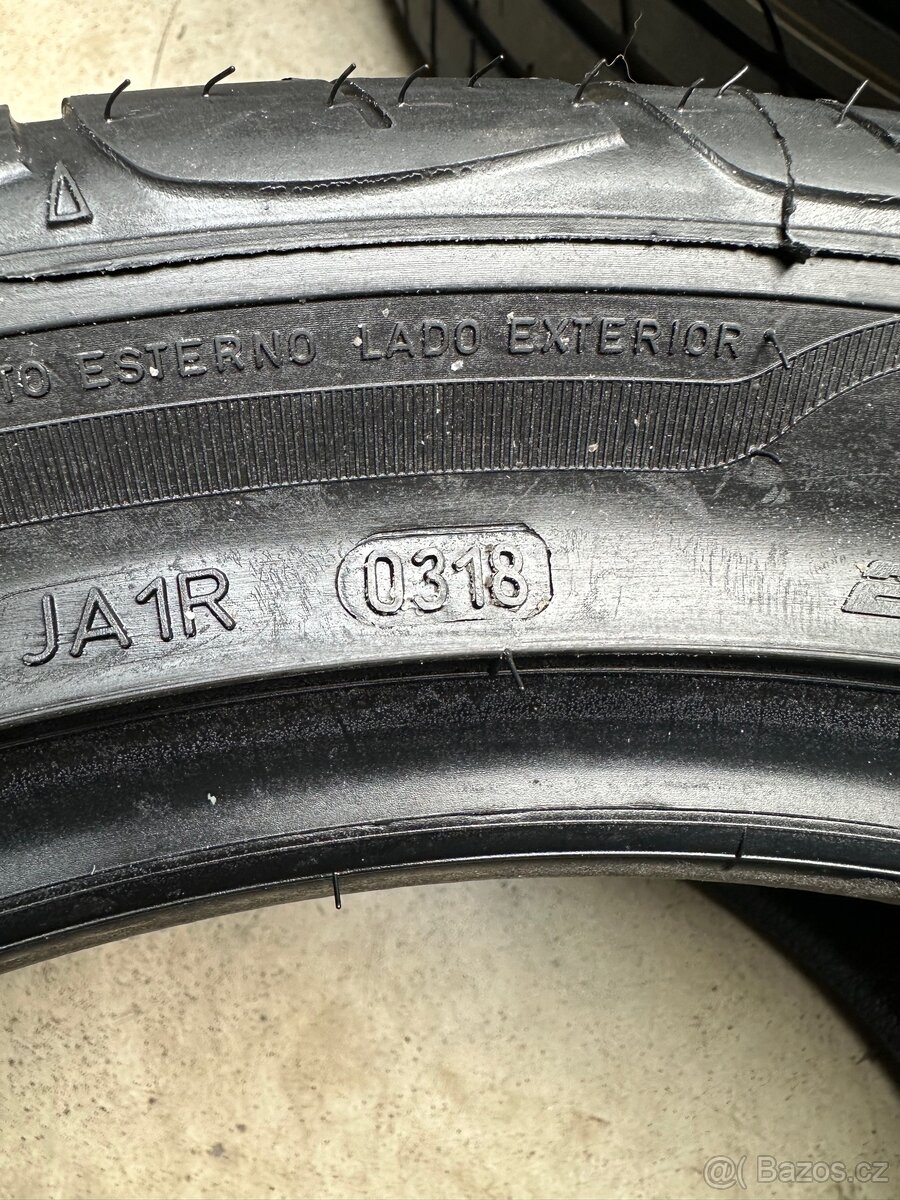 TO ESTERNO LADO EXTERIOR
JA1R 0318
@( Bazos.cz